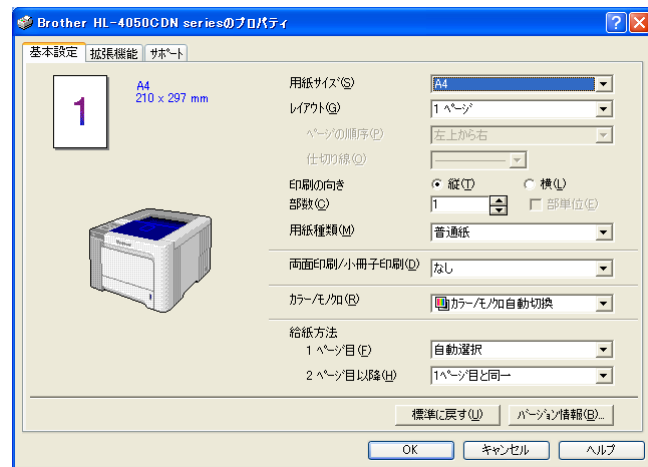 Brother HL-4050CDN seriesのプロパティ
基本設定 拡張機能 サポート
1
A4
210 x 297 mm
用紙サイズ(S) A4
レイアウト(G) 1 ページ
ページの順序(P) 左上から右
仕切り線(O)
印刷の向き 縦(T) 横(L)
部数(C) 1 部単位(E)
用紙種類(M) 普通紙
両面印刷/小冊子印刷(D) なし
カラー/モノクロ(R) カラー/モノクロ自動切換
給紙方法
1 ページ目(F) 自動選択
2 ページ目以降(H) 1ページ目と同一
標準に戻す(U) バージョン情報(B)...
OK キャンセル ヘルプ